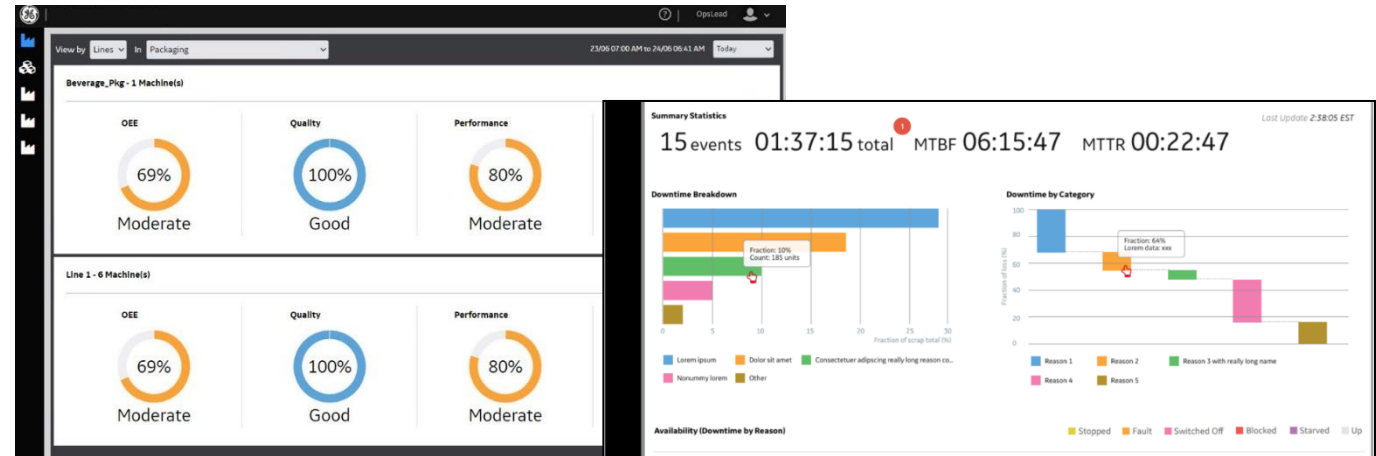 OpsLead
View by Lines In Packaging 23/06 07:00 AM to 24/06 06:41 AM Today
Beverage_Pkg - 1 Machine(s)
OEE Quality Performance
69% 100% 80%
Moderate Good Moderate
Line 1 - 6 Machine(s)
OEE Quality Performance
69% 100% 80%
Moderate Good Moderate
Summary Statistics
Last Update 2:38:05 EST
1
15 events 01:37:15 total MTBF 06:15:47 MTTR 00:22:47
Downtime Breakdown
Fraction: 10%
Count: 185 units
0 5 10 15 20 25 30
Fraction of scrap total (%)
Lorem ipsum Dolor sit amet Consectetuer adipscing really long reason co..
Nonummy lorem Other
Downtime by Category
100
80
60
40
20
0
Fraction of loss (%)
Fraction: 64%
Lorem data: xxx
Reason 1 Reason 2 Reason 3 with really long name
Reason 4 Reason 5
Availability (Downtime by Reason)
Stopped Fault Switched Off Blocked Starved Up